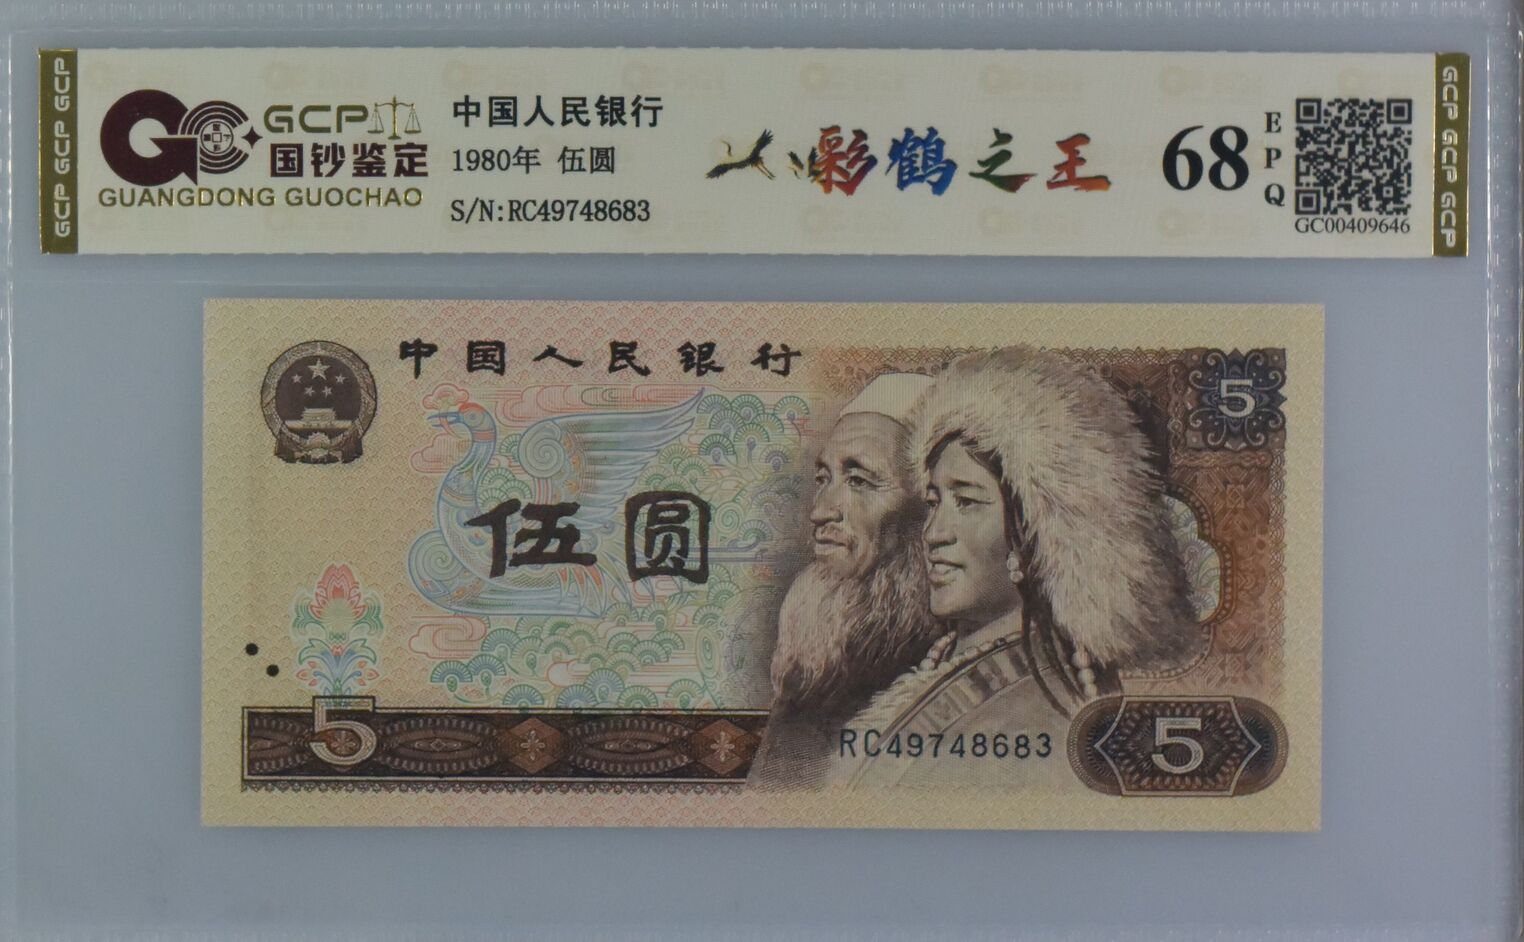 GCP GCP GCP
GCP
国钞鉴定
GUANGDONG GUOCHAO
中国人民银行
1980年 伍圆
S/N:RC49748683
彩鹤之王
68
EPQ
GC00409646
GCP GCP GCP
中国人民银行
5
伍圆
5
RC49748683
5